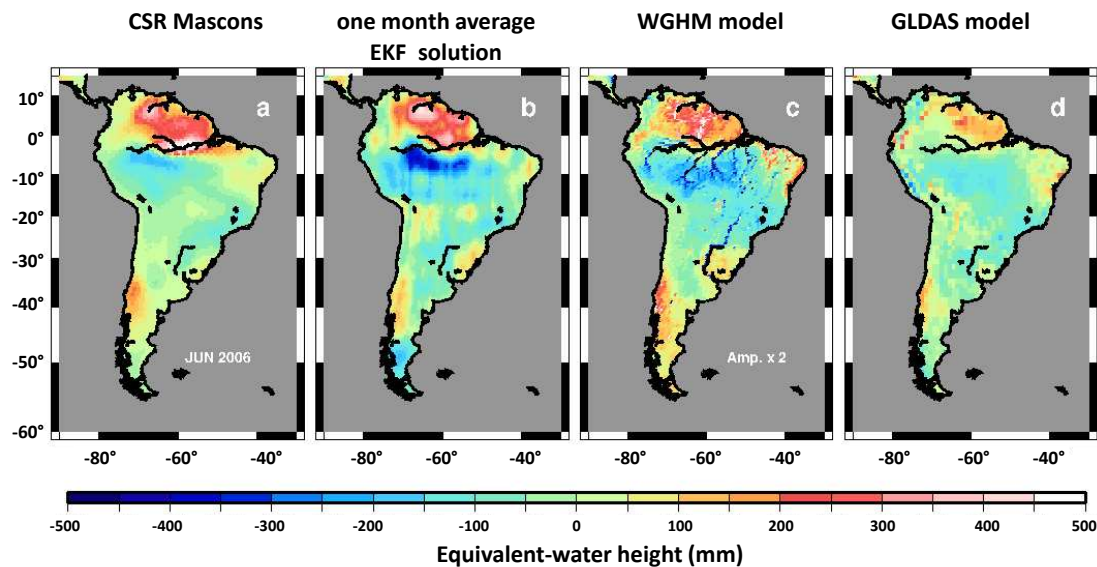 CSR Mascons
one month average
EKF solution
WGHM model
GLDAS model
10°
0°
-10°
-20°
-30°
-40°
-50°
-60°
a
b
c
d
JUN 2006
Amp. x 2
-80° -60° -40°
-80° -60° -40°
-80° -60° -40°
-80° -60° -40°
-500 -300 -200 -100 0 100 200 300 400 500
Equivalent-water height (mm)